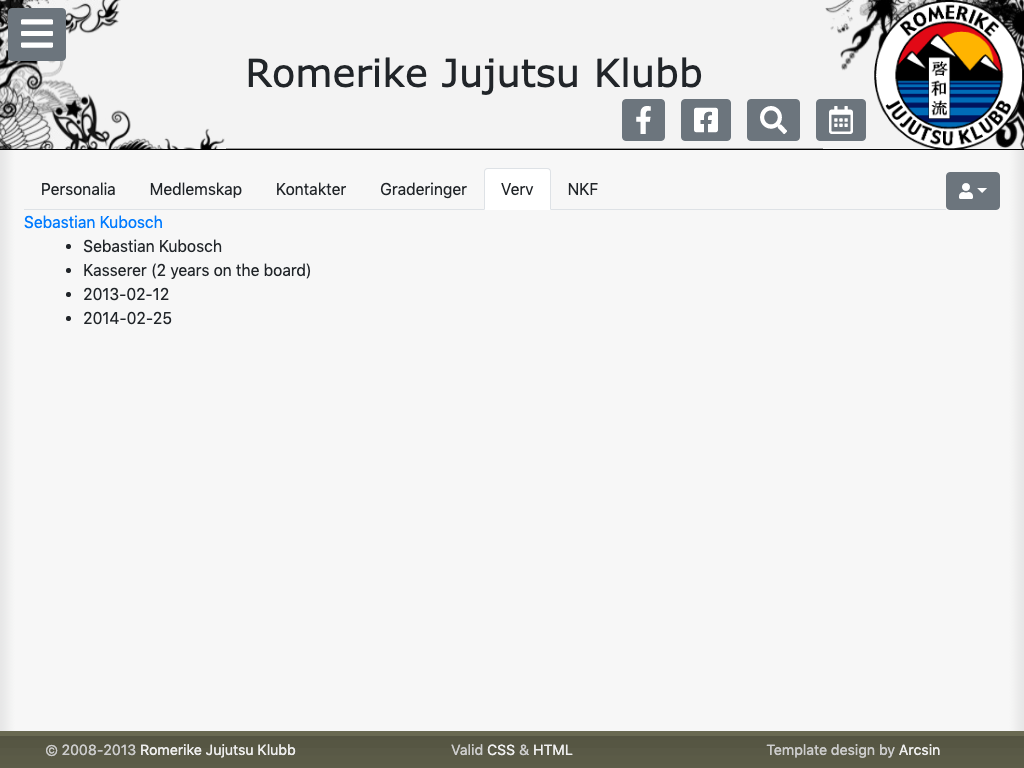 Romerike Jujutsu Klubb
ROMERIKE
啓和流
JUJUTSU KLUBB
Personalia Medlemskap Kontakter Graderinger Verv NKF
Sebastian Kubosch
Sebastian Kubosch
Kasserer (2 years on the board)
2013-02-12
2014-02-25
© 2008-2013 Romerike Jujutsu Klubb Valid CSS & HTML Template design by Arcsin